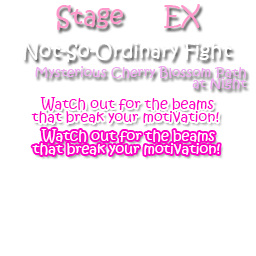 Stage EX
Not-So-Ordinary Fight
Mysterious Cherry Blossom Path
at Night
Watch out for the beams
that break your motivation!
Watch out for the beams
that break your motivation!